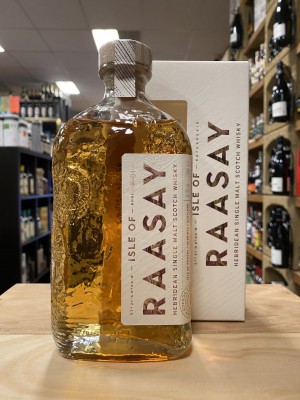 ISLE OF
RAASAY
HEBRIDEAN SINGLE MALT SCOTCH WHISKY
ISLE OF
RAASAY
HEBRIDEAN SINGLE MALT SCOTCH WHISKY